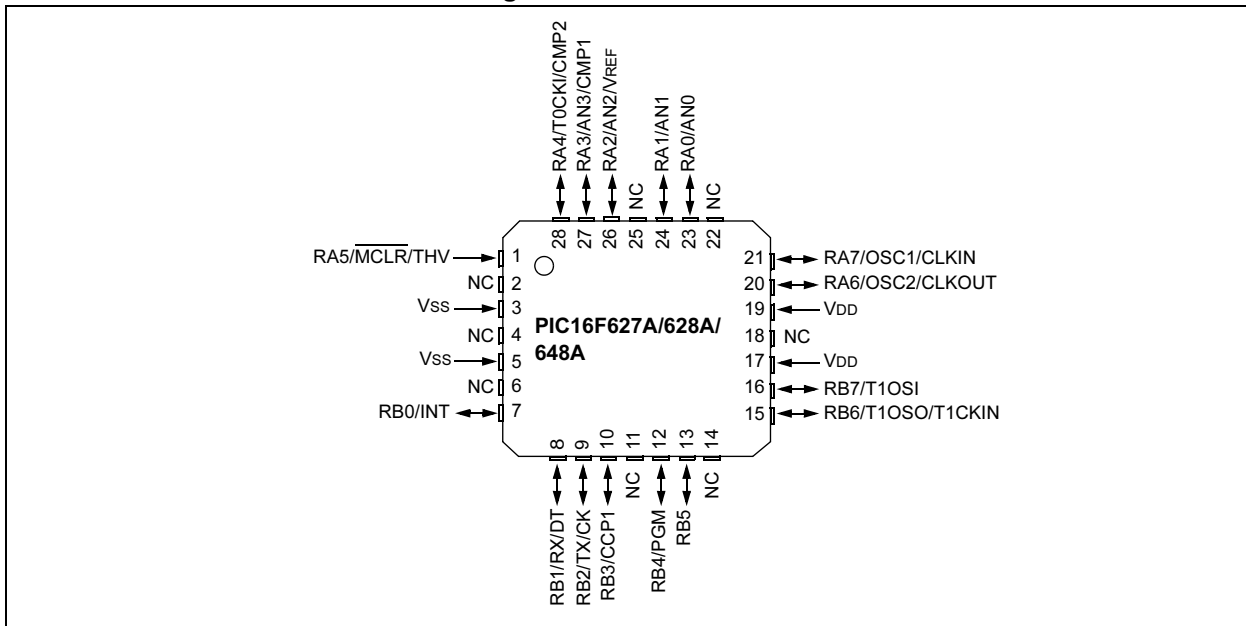 RA4/T0CKI/CMP2
RA3/AN3/CMP1
RA2/AN2/VREF
NC
RA1/AN1
RA0/AN0
NC
28
27
26
25
24
23
22
RA5/MCLR/THV
1
21
RA7/OSC1/CLKIN
NC
2
20
RA6/OSC2/CLKOUT
VSS
3
19
VDD
NC
4
PIC16F627A/628A/
648A
18
NC
VSS
5
17
VDD
NC
6
16
RB7/T1OSI
RB0/INT
7
15
RB6/T1OSO/T1CKIN
8
9
10
11
12
13
14
RB1/RX/DT
RB2/TX/CK
RB3/CCP1
NC
RB4/PGM
RB5
NC